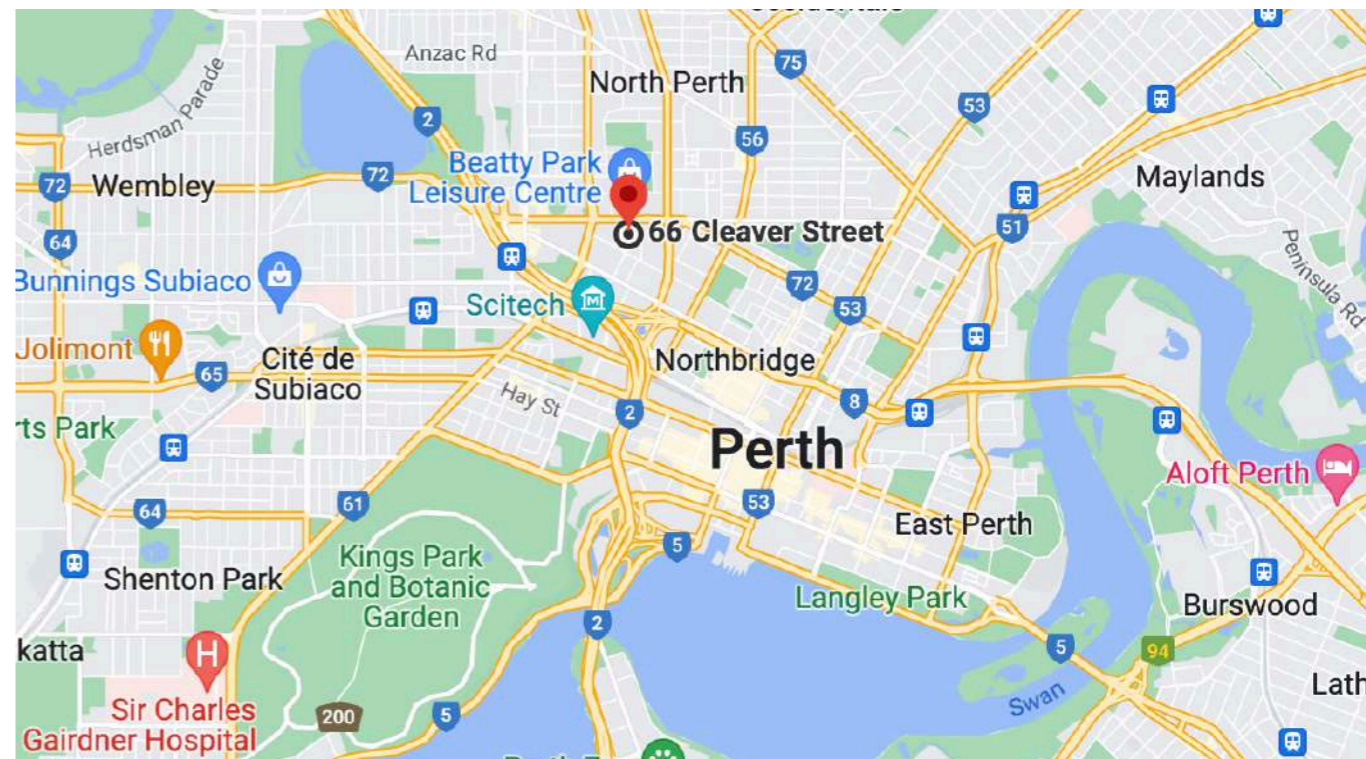 Anzac Rd
75
North Perth
53
2
Herdsman Parade
56
Beatty Park
Leisure Centre
72
72
Wembley
Maylands
64
66 Cleaver Street
51
Peninsula Rd
Bunnings Subiaco
72
Scitech
53
Jolimont
Northbridge
65
Cité de
Subiaco
Hay St
2
8
rts Park
Perth
Aloft Perth
64
61
53
East Perth
5
Kings Park
and Botanic
Garden
Shenton Park
Langley Park
Burswood
2
katta
H
5
94
Lath
Sir Charles
Gairdner Hospital
200
5
Swan